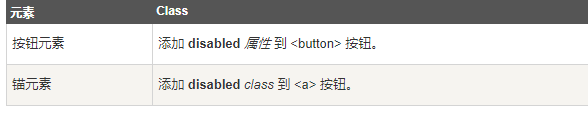 元素 Class
按钮元素 添加 disabled 属性 到 <button> 按钮。
锚元素 添加 disabled class 到 <a> 按钮。